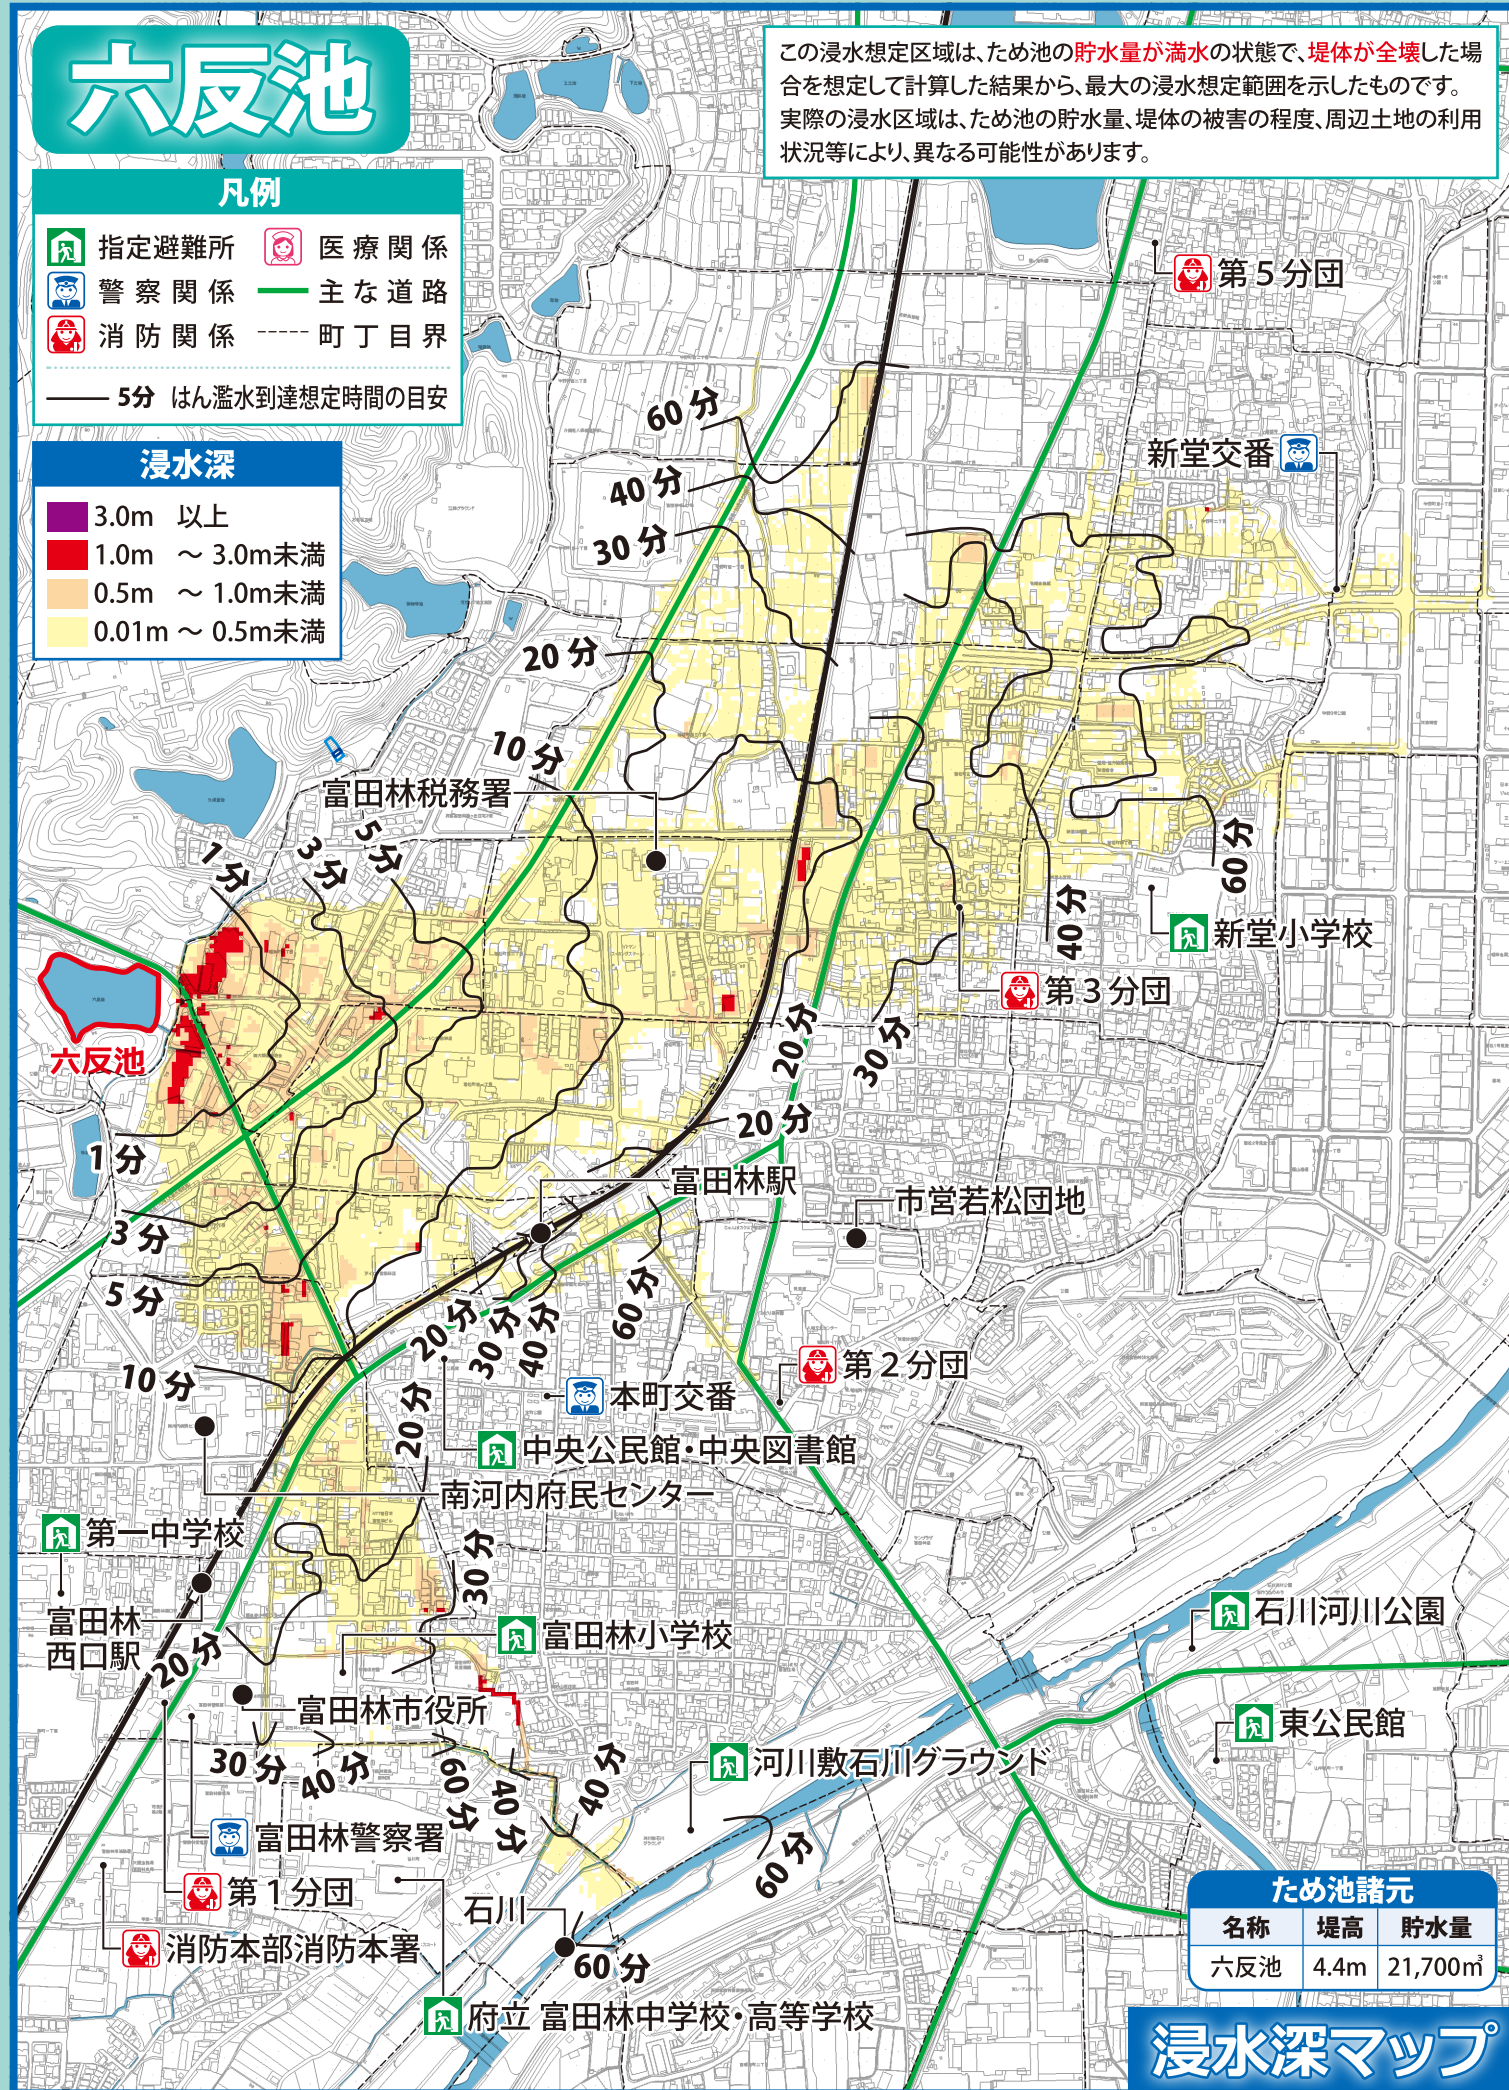 六反池
この浸水想定区域は、ため池の貯水量が満水の状態で、堤体が全壊した場
合を想定して計算した結果から、最大の浸水想定範囲を示したものです。
実際の浸水区域は、ため池の貯水量、堤体の被害の程度、周辺土地の利用
状況等により、異なる可能性があります。
凡例
指定避難所
医療関係
警察関係
主な道路
消防関係
町丁目界
5分 はん濫水到達想定時間の目安
浸水深
3.0m 以上
1.0m ～ 3.0m未満
0.5m ～ 1.0m未満
0.01m ～ 0.5m未満
第5分団
60分
新堂交番
40分
30分
20分
10分
富田林税務署
1分
3分
5分
60分
40分
新堂小学校
第3分団
六反池
20分
30分
20分
1分
富田林駅
市営若松団地
3分
5分
60分
20分
30分
40分
10分
第2分団
本町交番
20分
中央公民館・中央図書館
南河内府民センター
第一中学校
30分
富田林
西口駅
石川河川公園
富田林小学校
20分
富田林市役所
東公民館
30分
40分
60分
40分
40分
河川敷石川グラウンド
富田林警察署
60分
第1分団
石川
消防本部消防本署
60分
府立 富田林中学校・高等学校
ため池諸元
名称 堤高 貯水量
六反池 4.4m 21,700㎥
浸水深マップ